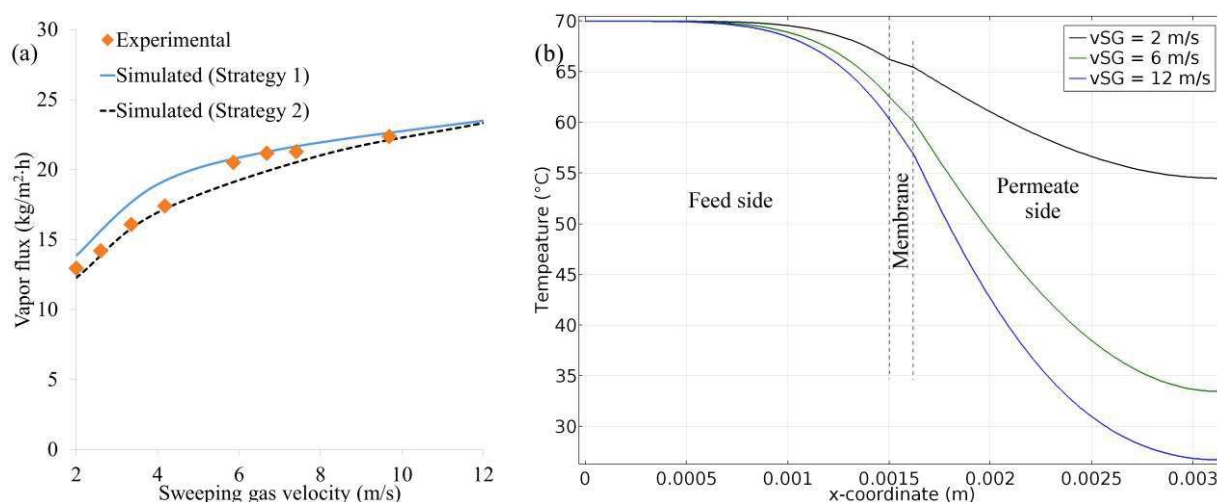 (a)
30
25
20
15
10
5
0
Vapor flux (kg/m²·h)
Experimental
Simulated (Strategy 1)
Simulated (Strategy 2)
2
4
6
8
10
12
Sweeping gas velocity (m/s)
(b)
70
65
60
55
50
45
40
35
30
Tempeature (°C)
vSG = 2 m/s
vSG = 6 m/s
vSG = 12 m/s
Feed side
Membrane
Permeate
side
0
0.0005
0.001
0.0015
0.002
0.0025
0.003
x-coordinate (m)